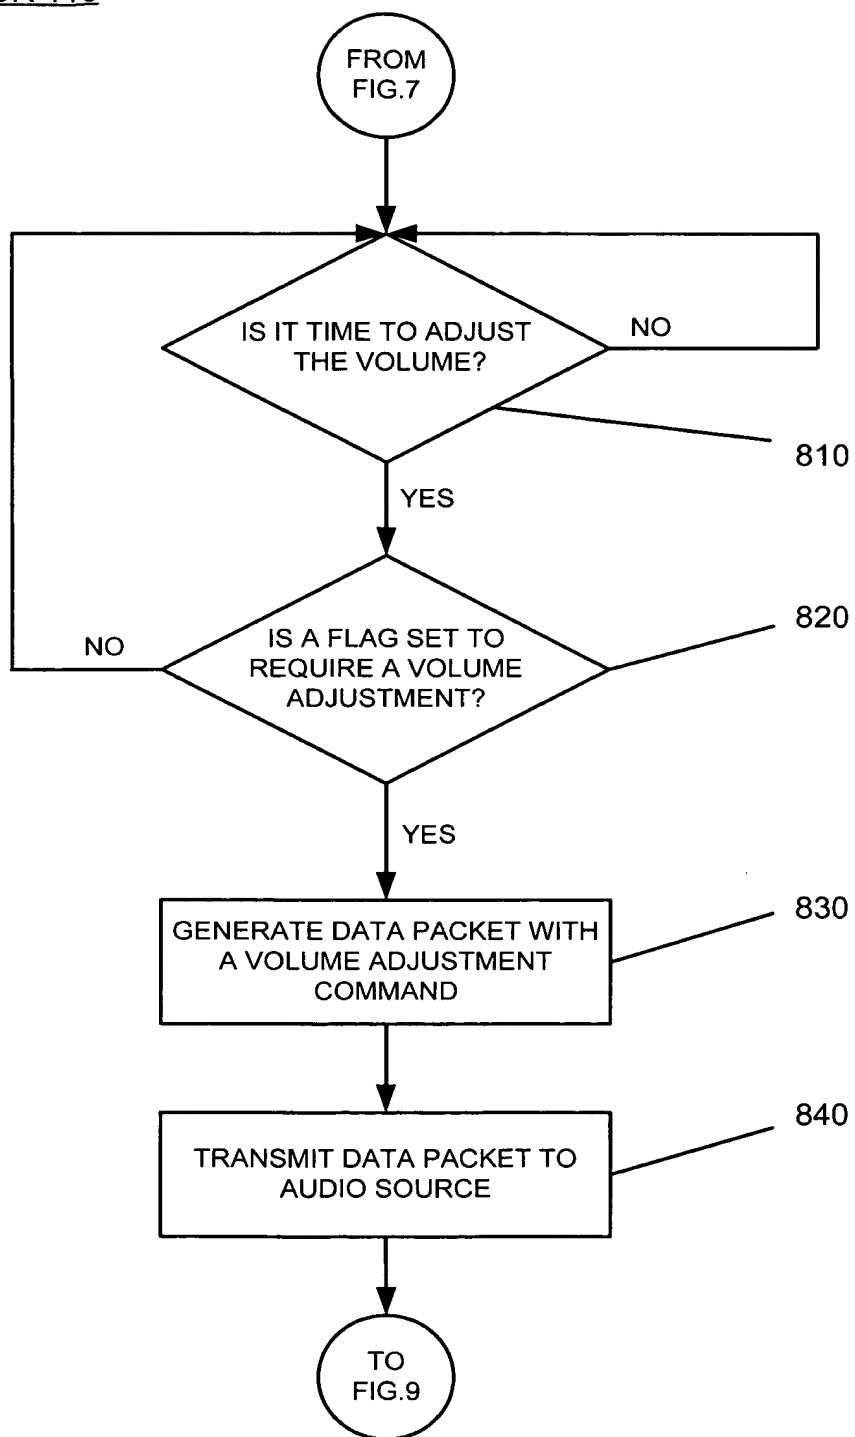 FROM
FIG.7
IS IT TIME TO ADJUST
THE VOLUME?
NO
810
YES
IS A FLAG SET TO
REQUIRE A VOLUME
ADJUSTMENT?
NO
820
YES
GENERATE DATA PACKET WITH
A VOLUME ADJUSTMENT
COMMAND
830
TRANSMIT DATA PACKET TO
AUDIO SOURCE
840
TO
FIG.9